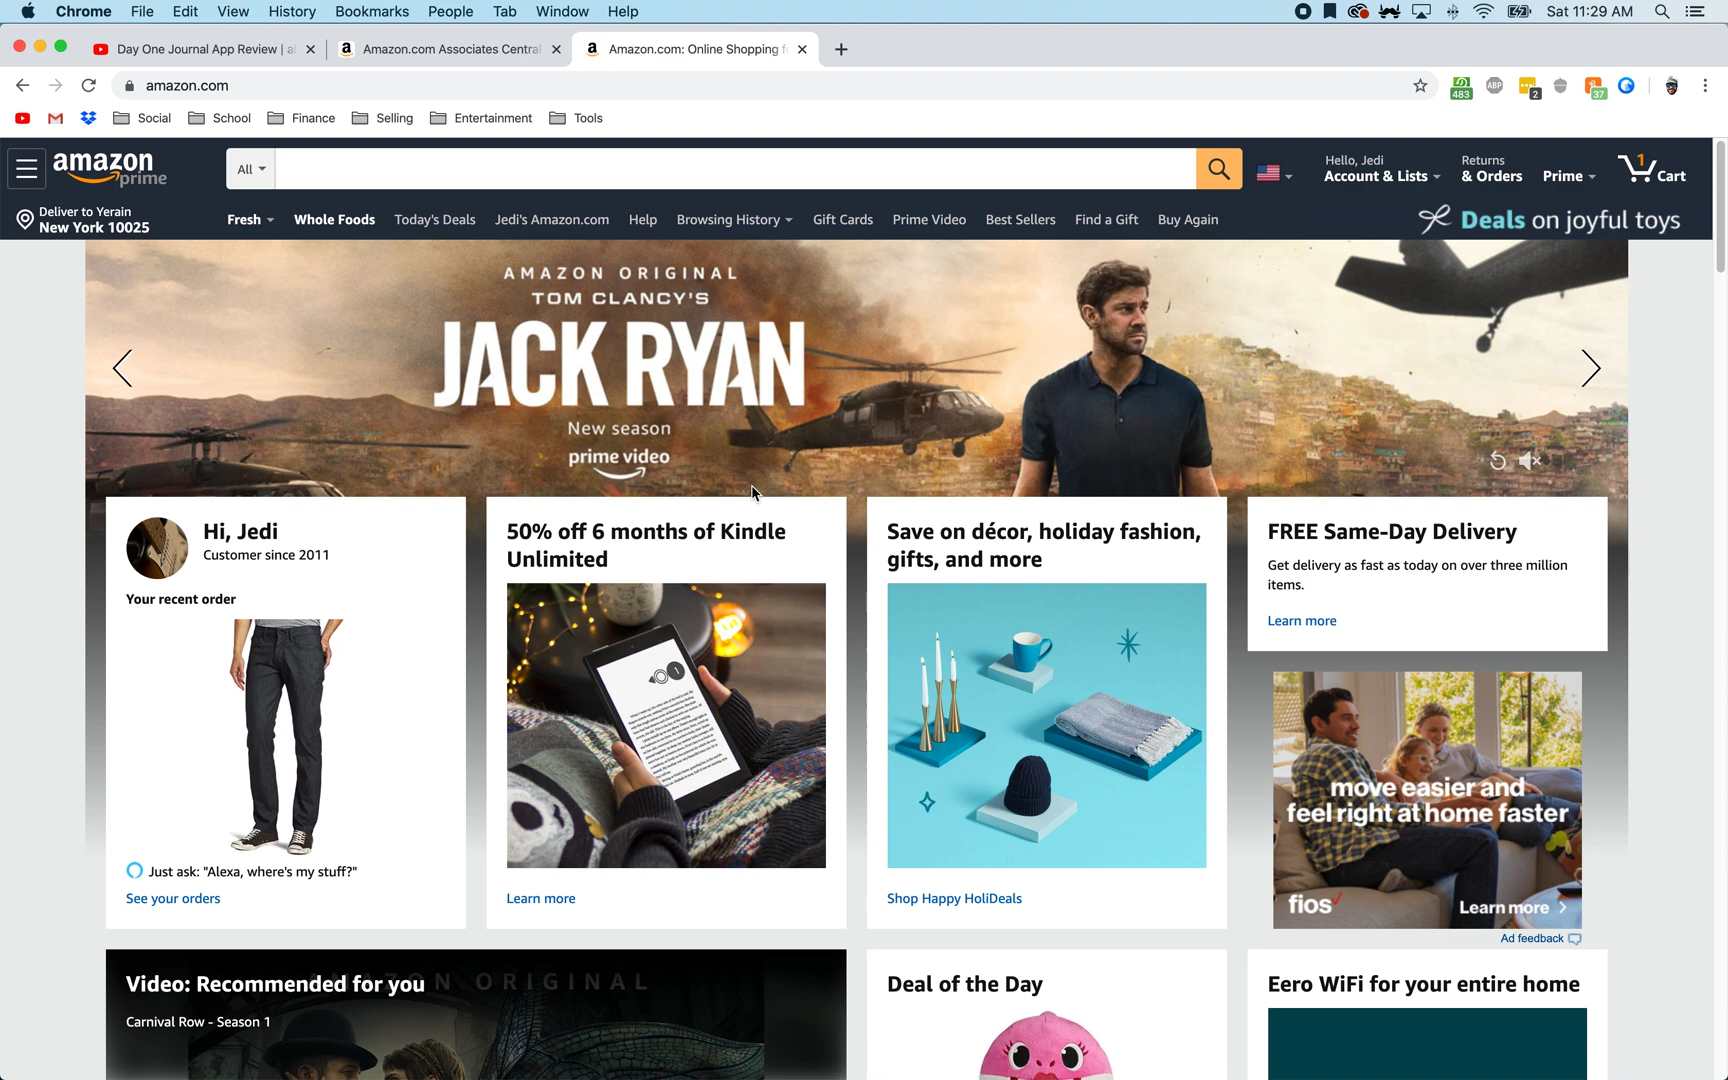 Chrome File Edit View History Bookmarks People Tab Window Help
Sat 11:29 AM
Day One Journal App Review | al
Amazon.com Associates Central
Amazon.com: Online Shopping f
amazon.com
483
ABP
2
37
Social School Finance Selling Entertainment Tools
amazon
prime
All
Hello, Jedi
Account & Lists
Returns
& Orders
Prime
1
Cart
Deliver to Yerain
New York 10025
Fresh Whole Foods Today's Deals Jedi's Amazon.com Help Browsing History Gift Cards Prime Video Best Sellers Find a Gift Buy Again
Deals on joyful toys
AMAZON ORIGINAL
TOM CLANCY'S
JACK RYAN
New season
prime video
Hi, Jedi
Customer since 2011
Your recent order
Just ask: "Alexa, where's my stuff?"
See your orders
50% off 6 months of Kindle
Unlimited
1
Learn more
Save on décor, holiday fashion,
gifts, and more
Shop Happy HoliDeals
FREE Same-Day Delivery
Get delivery as fast as today on over three million
items.
Learn more
move easier and
feel right at home faster
fios
Learn more
Ad feedback
Video: Recommended for you
AMAZON ORIGINAL
Carnival Row - Season 1
Deal of the Day
Eero WiFi for your entire home